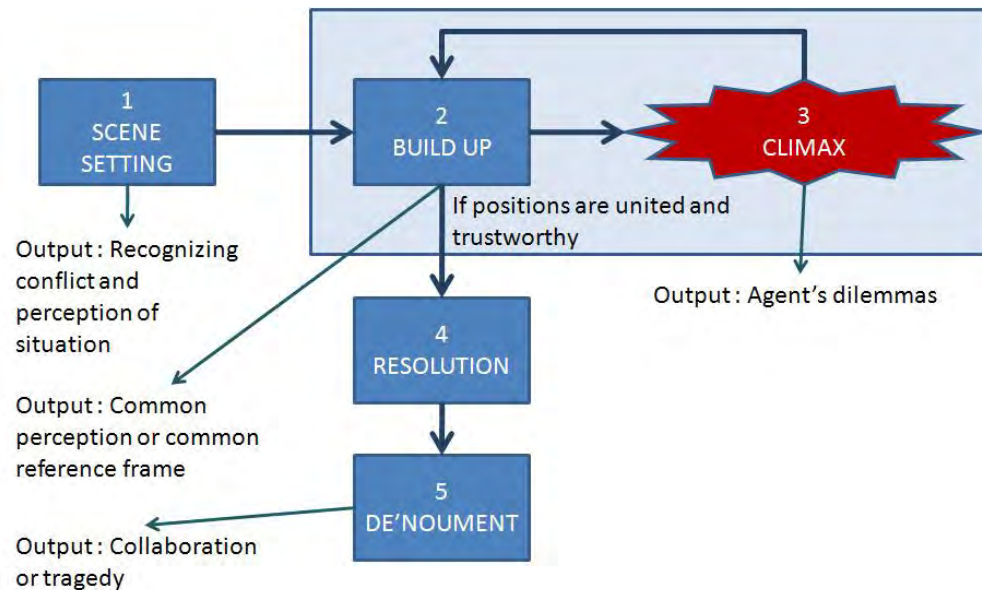 1
SCENE
SETTING
2
BUILD UP
3
CLIMAX
If positions are united and
trustworthy
Output : Recognizing
conflict and
perception of
situation
Output : Agent’s dilemmas
4
RESOLUTION
Output : Common
perception or common
reference frame
5
DE’NOUMENT
Output : Collaboration
or tragedy